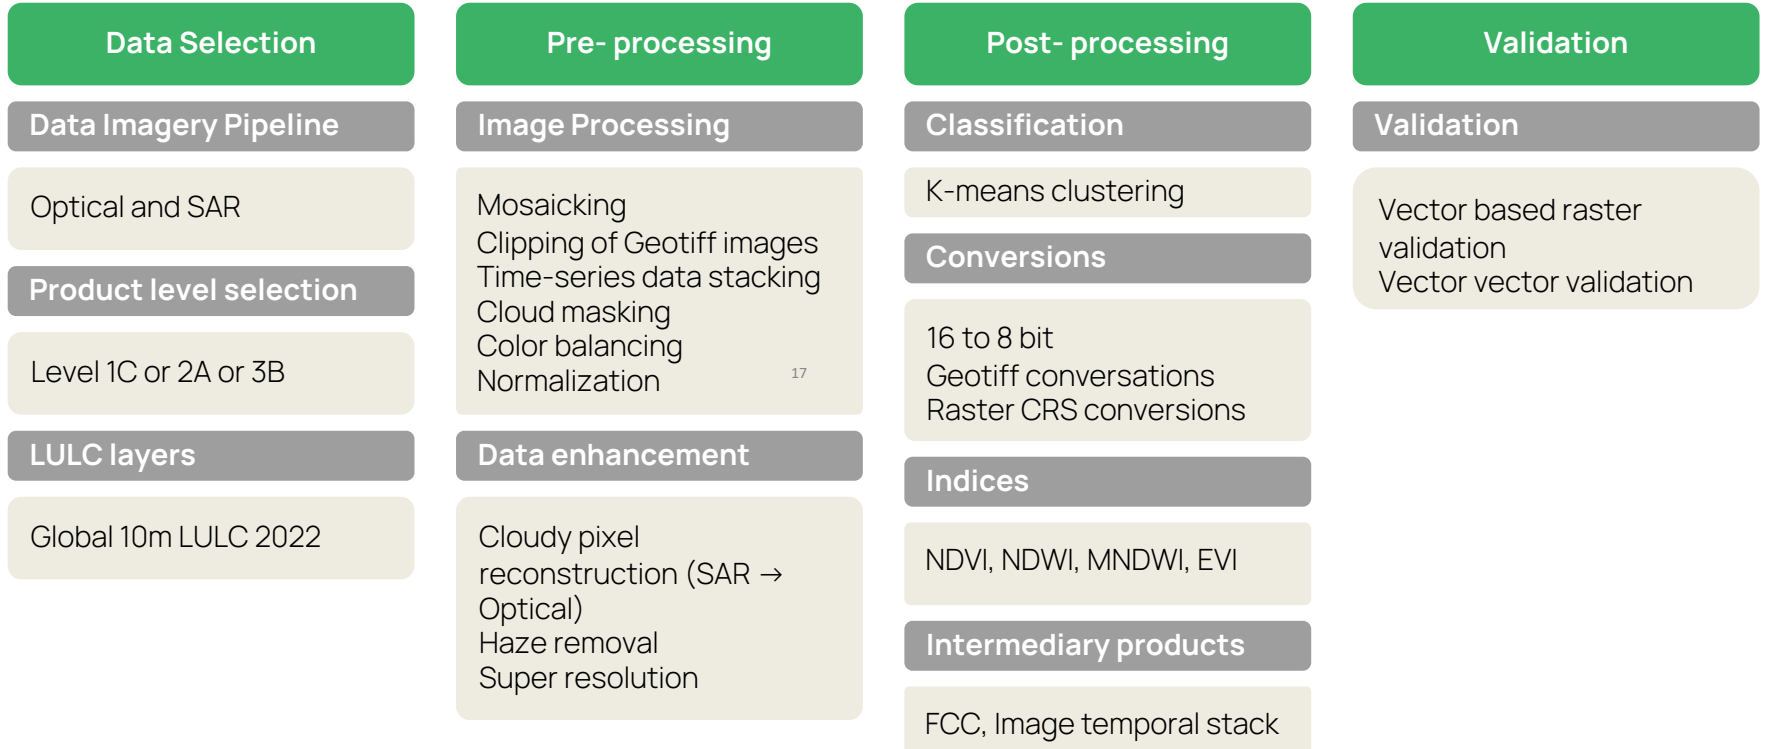 Data Selection
Data Imagery Pipeline
Optical and SAR
Product level selection
Level 1C or 2A or 3B
LULC layers
Global 10m LULC 2022
Pre- processing
Image Processing
Mosaicking
Clipping of Geotiff images
Time-series data stacking
Cloud masking
Color balancing
Normalization
17
Data enhancement
Cloudy pixel
reconstruction (SAR →
Optical)
Haze removal
Super resolution
Post- processing
Classification
K-means clustering
Conversions
16 to 8 bit
Geotiff conversations
Raster CRS conversions
Indices
NDVI, NDWI, MNDWI, EVI
Intermediary products
FCC, Image temporal stack
Validation
Validation
Vector based raster
validation
Vector vector validation